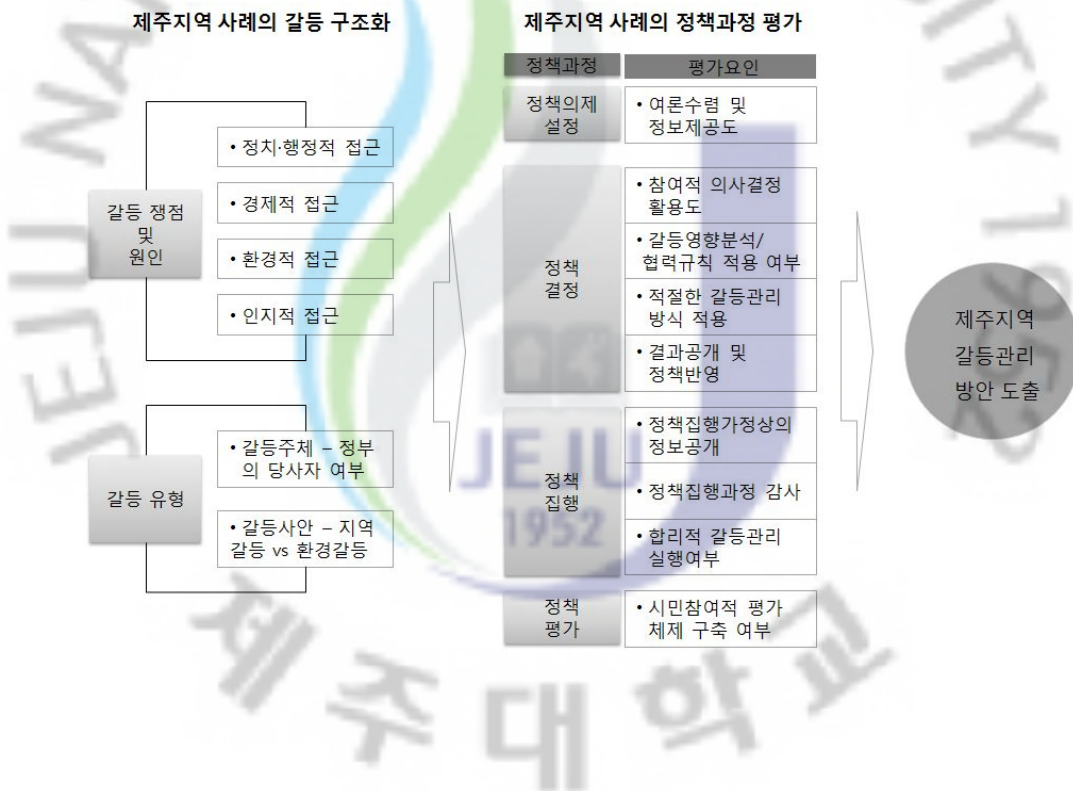 제주지역 사례의 갈등 구조화
갈등 쟁점
및
원인
• 정치·행정적 접근
• 경제적 접근
• 환경적 접근
• 인지적 접근
갈등 유형
• 갈등주체 – 정부
의 당사자 여부
• 갈등사안 – 지역
갈등 vs 환경갈등
제주지역 사례의 정책과정 평가
정책과정
평가요인
정책의제
설정
• 여론수렴 및
정보제공도
정책
결정
• 참여적 의사결정
활용도
• 갈등영향분석/
협력규칙 적용 여부
• 적절한 갈등관리
방식 적용
• 결과공개 및
정책반영
정책
집행
• 정책집행가정상의
정보공개
• 정책집행과정 감사
• 합리적 갈등관리
실행여부
정책
평가
• 시민참여적 평가
체제 구축 여부
제주지역
갈등관리
방안 도출
JEJU NA
SITY 1952
JEJU
1952
제주대학교